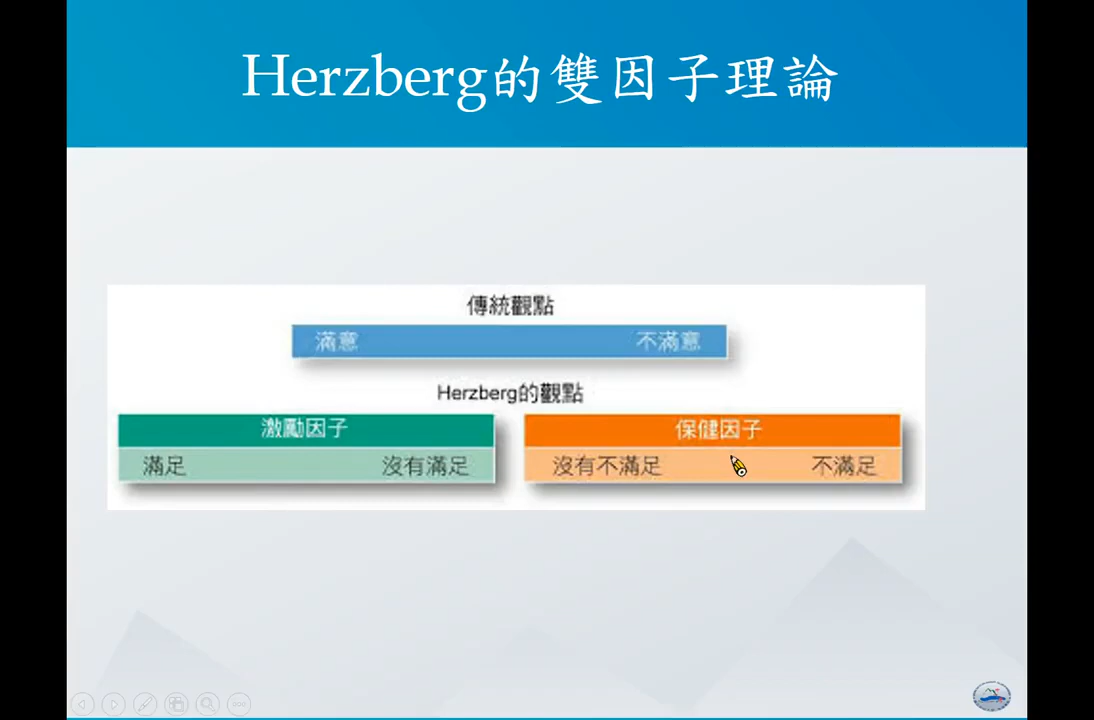 Herzberg的雙因子理論
傳統觀點
滿意 不滿意
Herzberg的觀點
激勵因子 保健因子
滿足 沒有滿足 沒有不滿足 不滿足